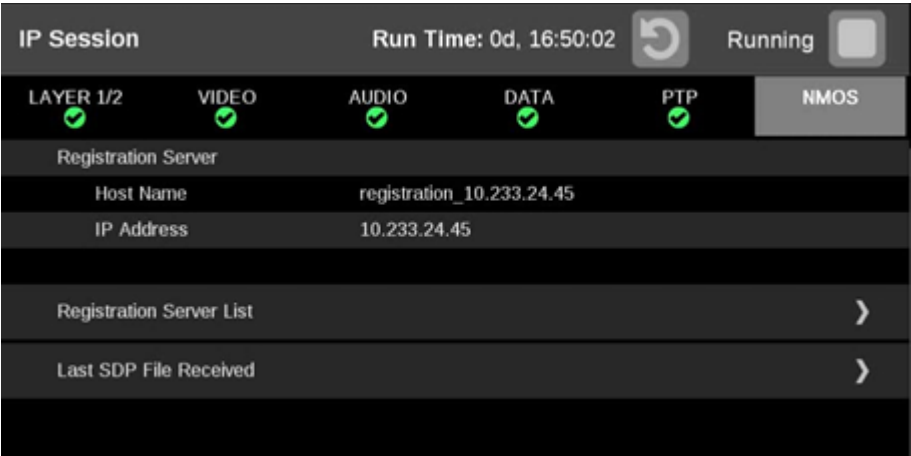 IP Session Run Time: 0d, 16:50:02 Running
LAYER 1/2 VIDEO AUDIO DATA PTP NMOS
Registration Server
Host Name registration_10.233.24.45
IP Address 10.233.24.45
Registration Server List
Last SDP File Received